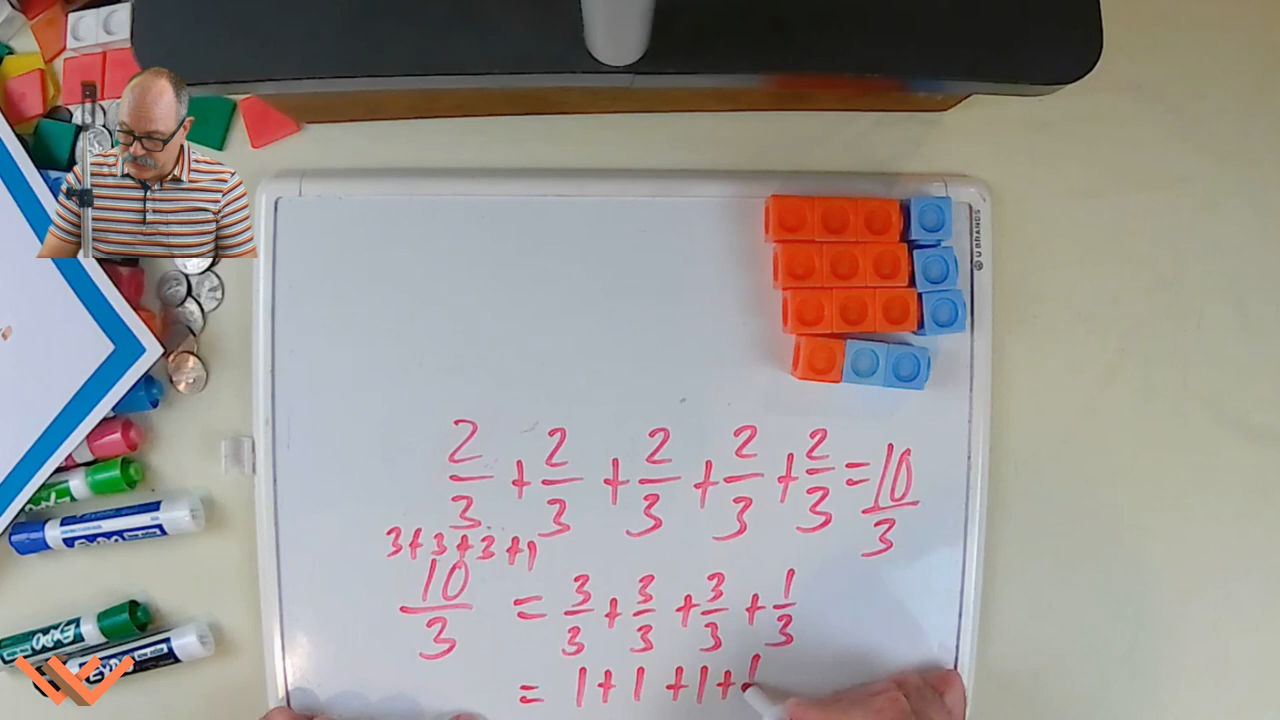 U BRANDS
2/3 + 2/3 + 2/3 + 2/3 + 2/3 = 10/3
3+3+3+1
10/3 = 3/3 + 3/3 + 3/3 + 1/3
= 1 + 1 + 1 +
EXPO
EXPO